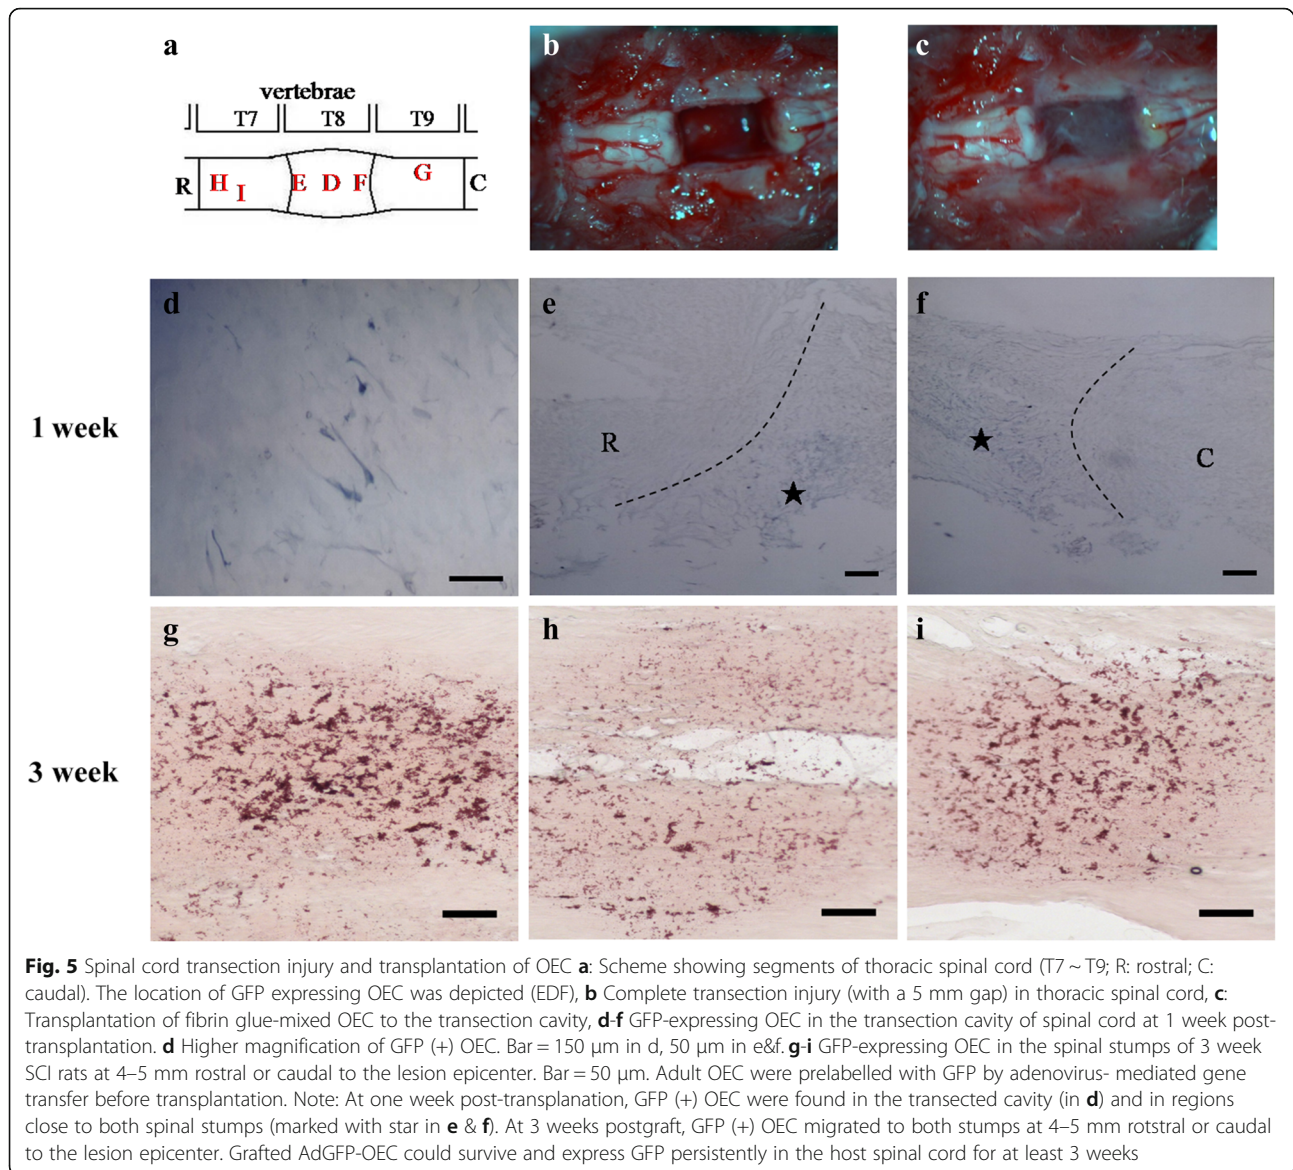 a
b
c
vertebrae
T7 T8 T9
R H I E D F G C
1 week
d
e
R
★
f
★
C
3 week
g
h
i
Fig. 5 Spinal cord transection injury and transplantation of OEC a: Scheme showing segments of thoracic spinal cord (T7 ~ T9; R: rostral; C:
caudal). The location of GFP expressing OEC was depicted (EDF), b Complete transection injury (with a 5 mm gap) in thoracic spinal cord, c:
Transplantation of fibrin glue-mixed OEC to the transection cavity, d-f GFP-expressing OEC in the transection cavity of spinal cord at 1 week post-
transplantation. d Higher magnification of GFP (+) OEC. Bar = 150 μm in d, 50 μm in e&f. g-i GFP-expressing OEC in the spinal stumps of 3 week
SCI rats at 4–5 mm rostral or caudal to the lesion epicenter. Bar = 50 μm. Adult OEC were prelabelled with GFP by adenovirus- mediated gene
transfer before transplantation. Note: At one week post-transplanation, GFP (+) OEC were found in the transected cavity (in d) and in regions
close to both spinal stumps (marked with star in e & f). At 3 weeks postgraft, GFP (+) OEC migrated to both stumps at 4–5 mm rotstral or caudal
to the lesion epicenter. Grafted AdGFP-OEC could survive and express GFP persistently in the host spinal cord for at least 3 weeks